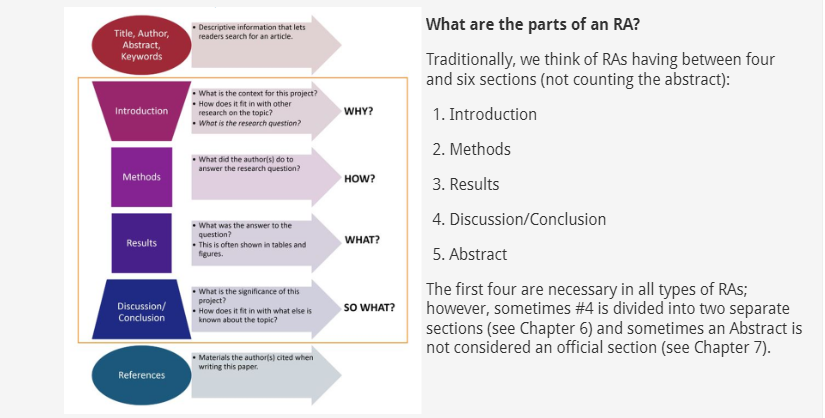 Title, Author,
Abstract,
Keywords
• Descriptive information that lets
readers search for an article.
Introduction
• What is the context for this project?
• How does it fit in with other
research on the topic?
• What is the research question?
WHY?
Methods
• What did the author(s) do to
answer the research question?
HOW?
Results
• What was the answer to the
question?
• This is often shown in tables and
figures.
WHAT?
Discussion/
Conclusion
• What is the significance of this
project?
• How does it fit in with what else is
known about the topic?
SO WHAT?
References
• Materials the author(s) cited when
writing this paper.
What are the parts of an RA?
Traditionally, we think of RAs having between four
and six sections (not counting the abstract):
1. Introduction
2. Methods
3. Results
4. Discussion/Conclusion
5. Abstract
The first four are necessary in all types of RAs;
however, sometimes #4 is divided into two separate
sections (see Chapter 6) and sometimes an Abstract is
not considered an official section (see Chapter 7).